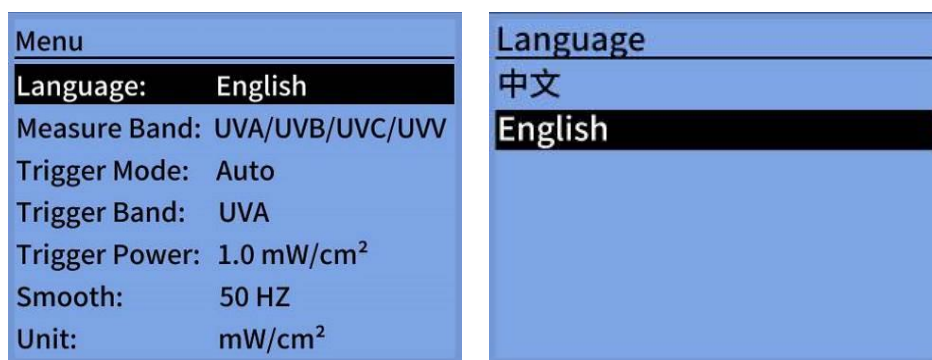 Menu
Language: English
Measure Band: UVA/UVB/UVC/UVV
Trigger Mode: Auto
Trigger Band: UVA
Trigger Power: 1.0 mW/cm²
Smooth: 50 HZ
Unit: mW/cm²
Language
中文
English